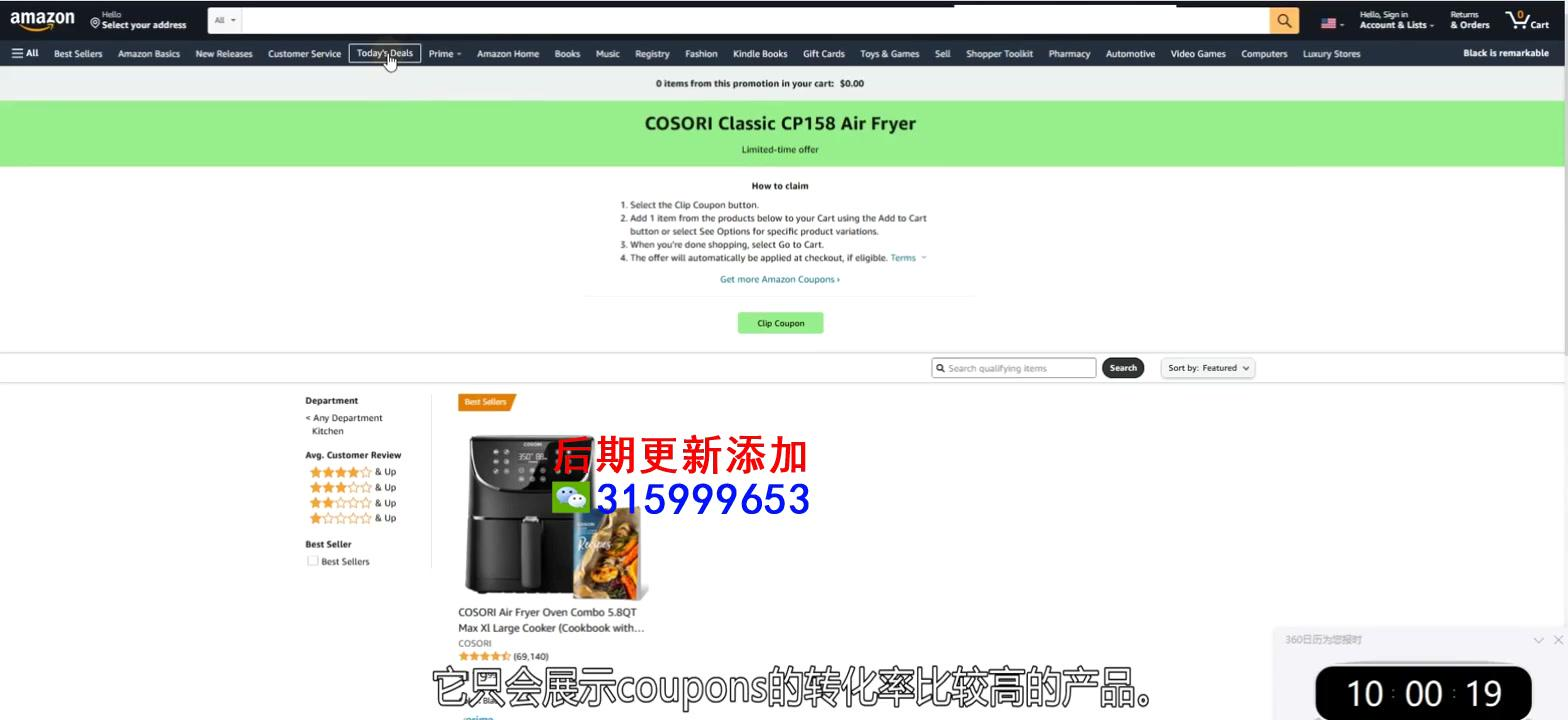 amazon
Hello
Select your address
All
Hello, Sign in
Account & Lists
Returns
& Orders
0
Cart
All
Best Sellers
Amazon Basics
New Releases
Customer Service
Today's Deals
Prime
Amazon Home
Books
Music
Registry
Fashion
Kindle Books
Gift Cards
Toys & Games
Sell
Shopper Toolkit
Pharmacy
Automotive
Video Games
Computers
Luxury Stores
Black is remarkable
0 items from this promotion in your cart: $0.00
COSORI Classic CP158 Air Fryer
Limited-time offer
How to claim
1. Select the Clip Coupon button.
2. Add 1 item from the products below to your Cart using the Add to Cart
button or select See Options for specific product variations.
3. When you're done shopping, select Go to Cart.
4. The offer will automatically be applied at checkout, if eligible. Terms
Get more Amazon Coupons ›
Clip Coupon
Search qualifying items
Search
Sort by: Featured
Department
< Any Department
Kitchen
Avg. Customer Review
& Up
& Up
& Up
& Up
Best Seller
Best Sellers
Best Sellers
COSORI
后期更新添加
315999653
COSORI
Recipes
COSORI Air Fryer Oven Combo 5.8QT
Max Xl Large Cooker (Cookbook with...
COSORI
(69,140)
它只会展示coupons的转化率比较高的产品。
prime
360日历为您报时
10 : 00 : 19